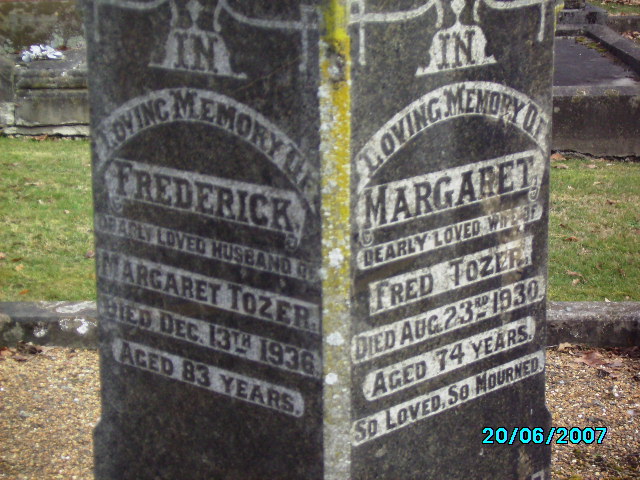 IN
LOVING MEMORY OF
FREDERICK,
DEARLY LOVED HUSBAND OF
MARGARET TOZER.
DIED DEC. 13TH 1936.
AGED 83 YEARS.
IN
LOVING MEMORY OF
MARGARET,
DEARLY LOVED WIFE OF
FRED TOZER.
DIED AUG. 23RD 1930.
AGED 74 YEARS.
SO LOVED, SO MOURNED.
20/06/2007